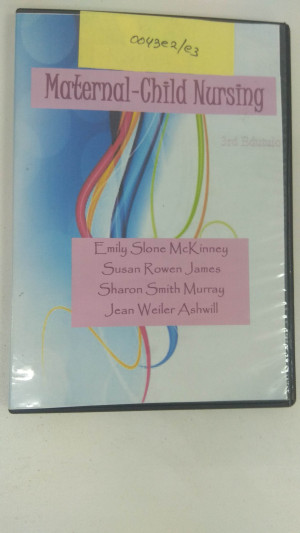 0043e2/e3
Maternal-Child Nursing
3rd Edition
Emily Slone McKinney
Susan Rowen James
Sharon Smith Murray
Jean Weiler Ashwill